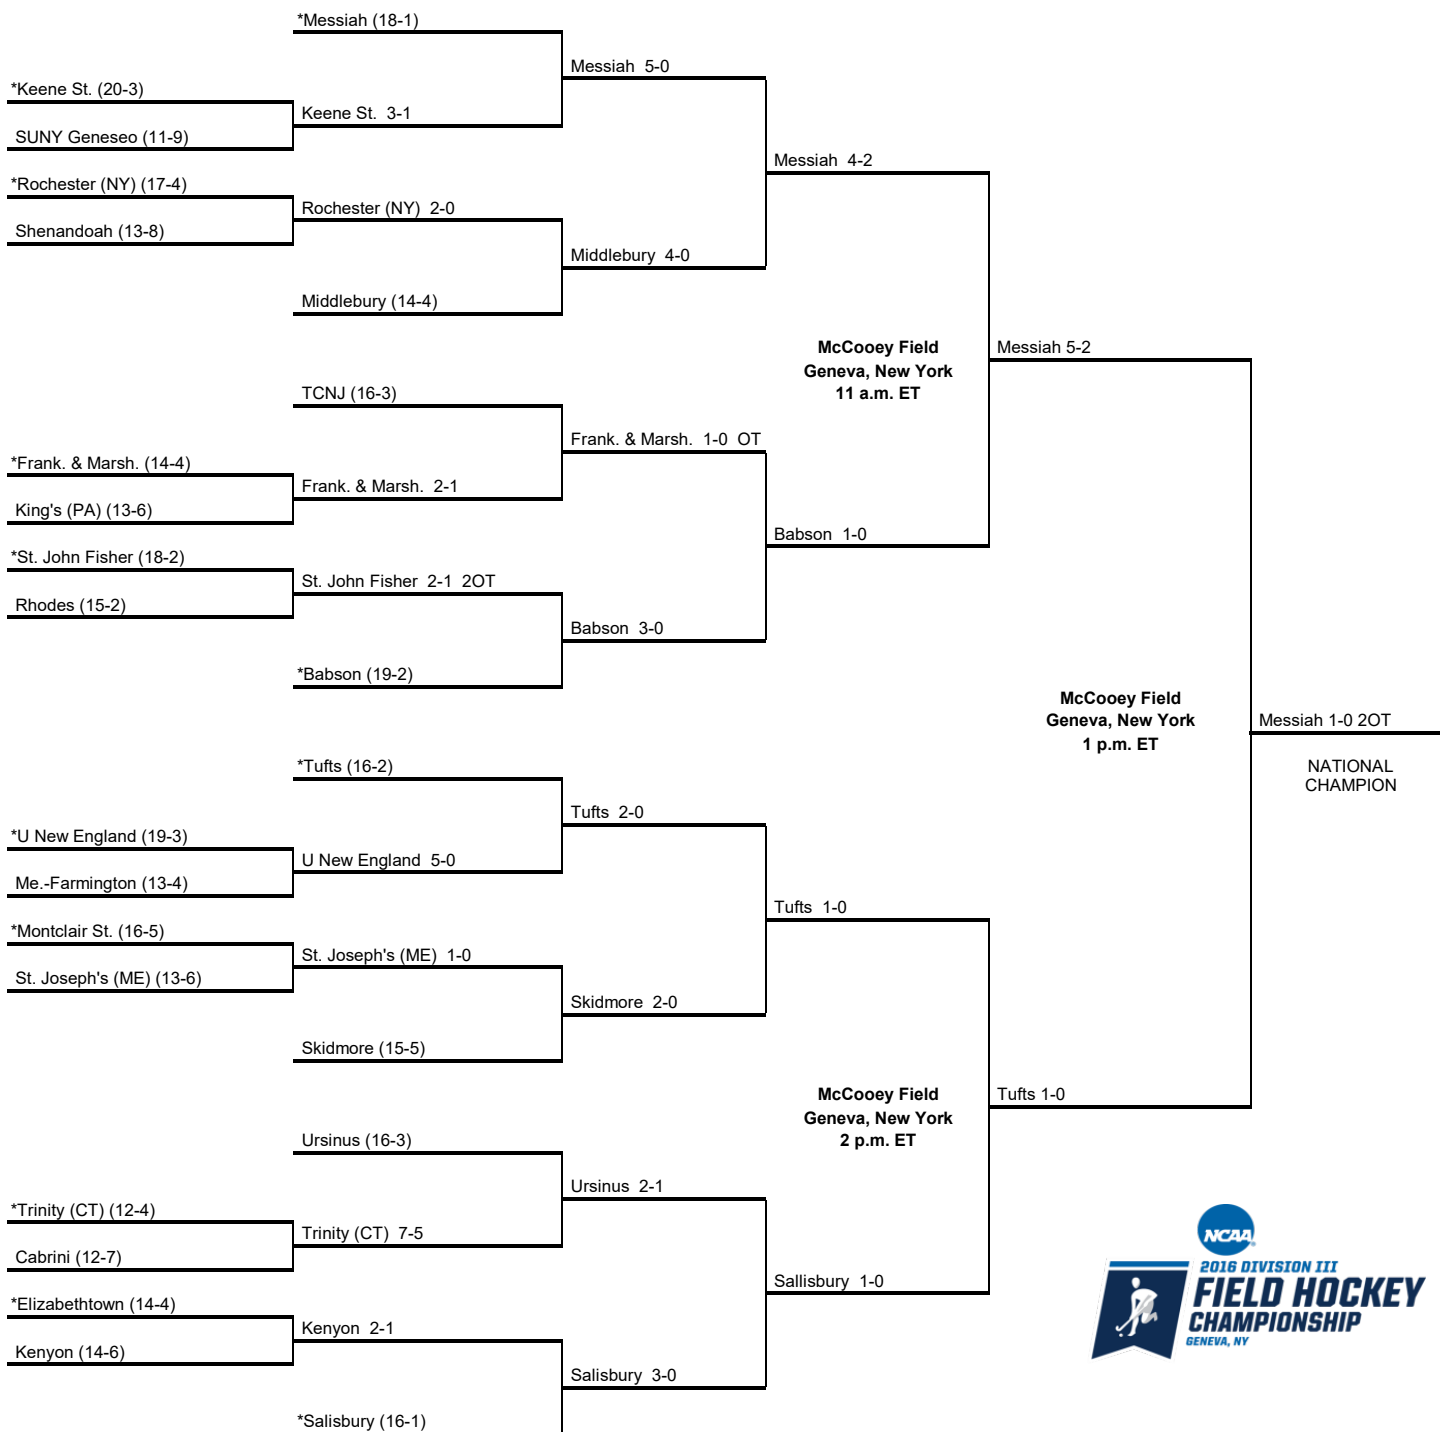 *Messiah (18-1)
Messiah 5-0
*Keene St. (20-3)
Keene St. 3-1
SUNY Geneseo (11-9)
Messiah 4-2
*Rochester (NY) (17-4)
Rochester (NY) 2-0
Shenandoah (13-8)
Middlebury 4-0
Middlebury (14-4)
McCooey Field
Geneva, New York
11 a.m. ET
Messiah 5-2
TCNJ (16-3)
Frank. & Marsh. 1-0 OT
*Frank. & Marsh. (14-4)
Frank. & Marsh. 2-1
King's (PA) (13-6)
Babson 1-0
*St. John Fisher (18-2)
St. John Fisher 2-1 2OT
Rhodes (15-2)
Babson 3-0
*Babson (19-2)
McCooey Field
Geneva, New York
1 p.m. ET
Messiah 1-0 2OT
NATIONAL
CHAMPION
*Tufts (16-2)
Tufts 2-0
*U New England (19-3)
U New England 5-0
Me.-Farmington (13-4)
Tufts 1-0
*Montclair St. (16-5)
St. Joseph's (ME) 1-0
St. Joseph's (ME) (13-6)
Skidmore 2-0
Skidmore (15-5)
McCooey Field
Geneva, New York
2 p.m. ET
Tufts 1-0
Ursinus (16-3)
Ursinus 2-1
*Trinity (CT) (12-4)
Trinity (CT) 7-5
Cabrini (12-7)
Sallisbury 1-0
*Elizabethtown (14-4)
Kenyon 2-1
Kenyon (14-6)
Salisbury 3-0
*Salisbury (16-1)
NCAA
2016 DIVISION III
FIELD HOCKEY
CHAMPIONSHIP
GENEVA, NY